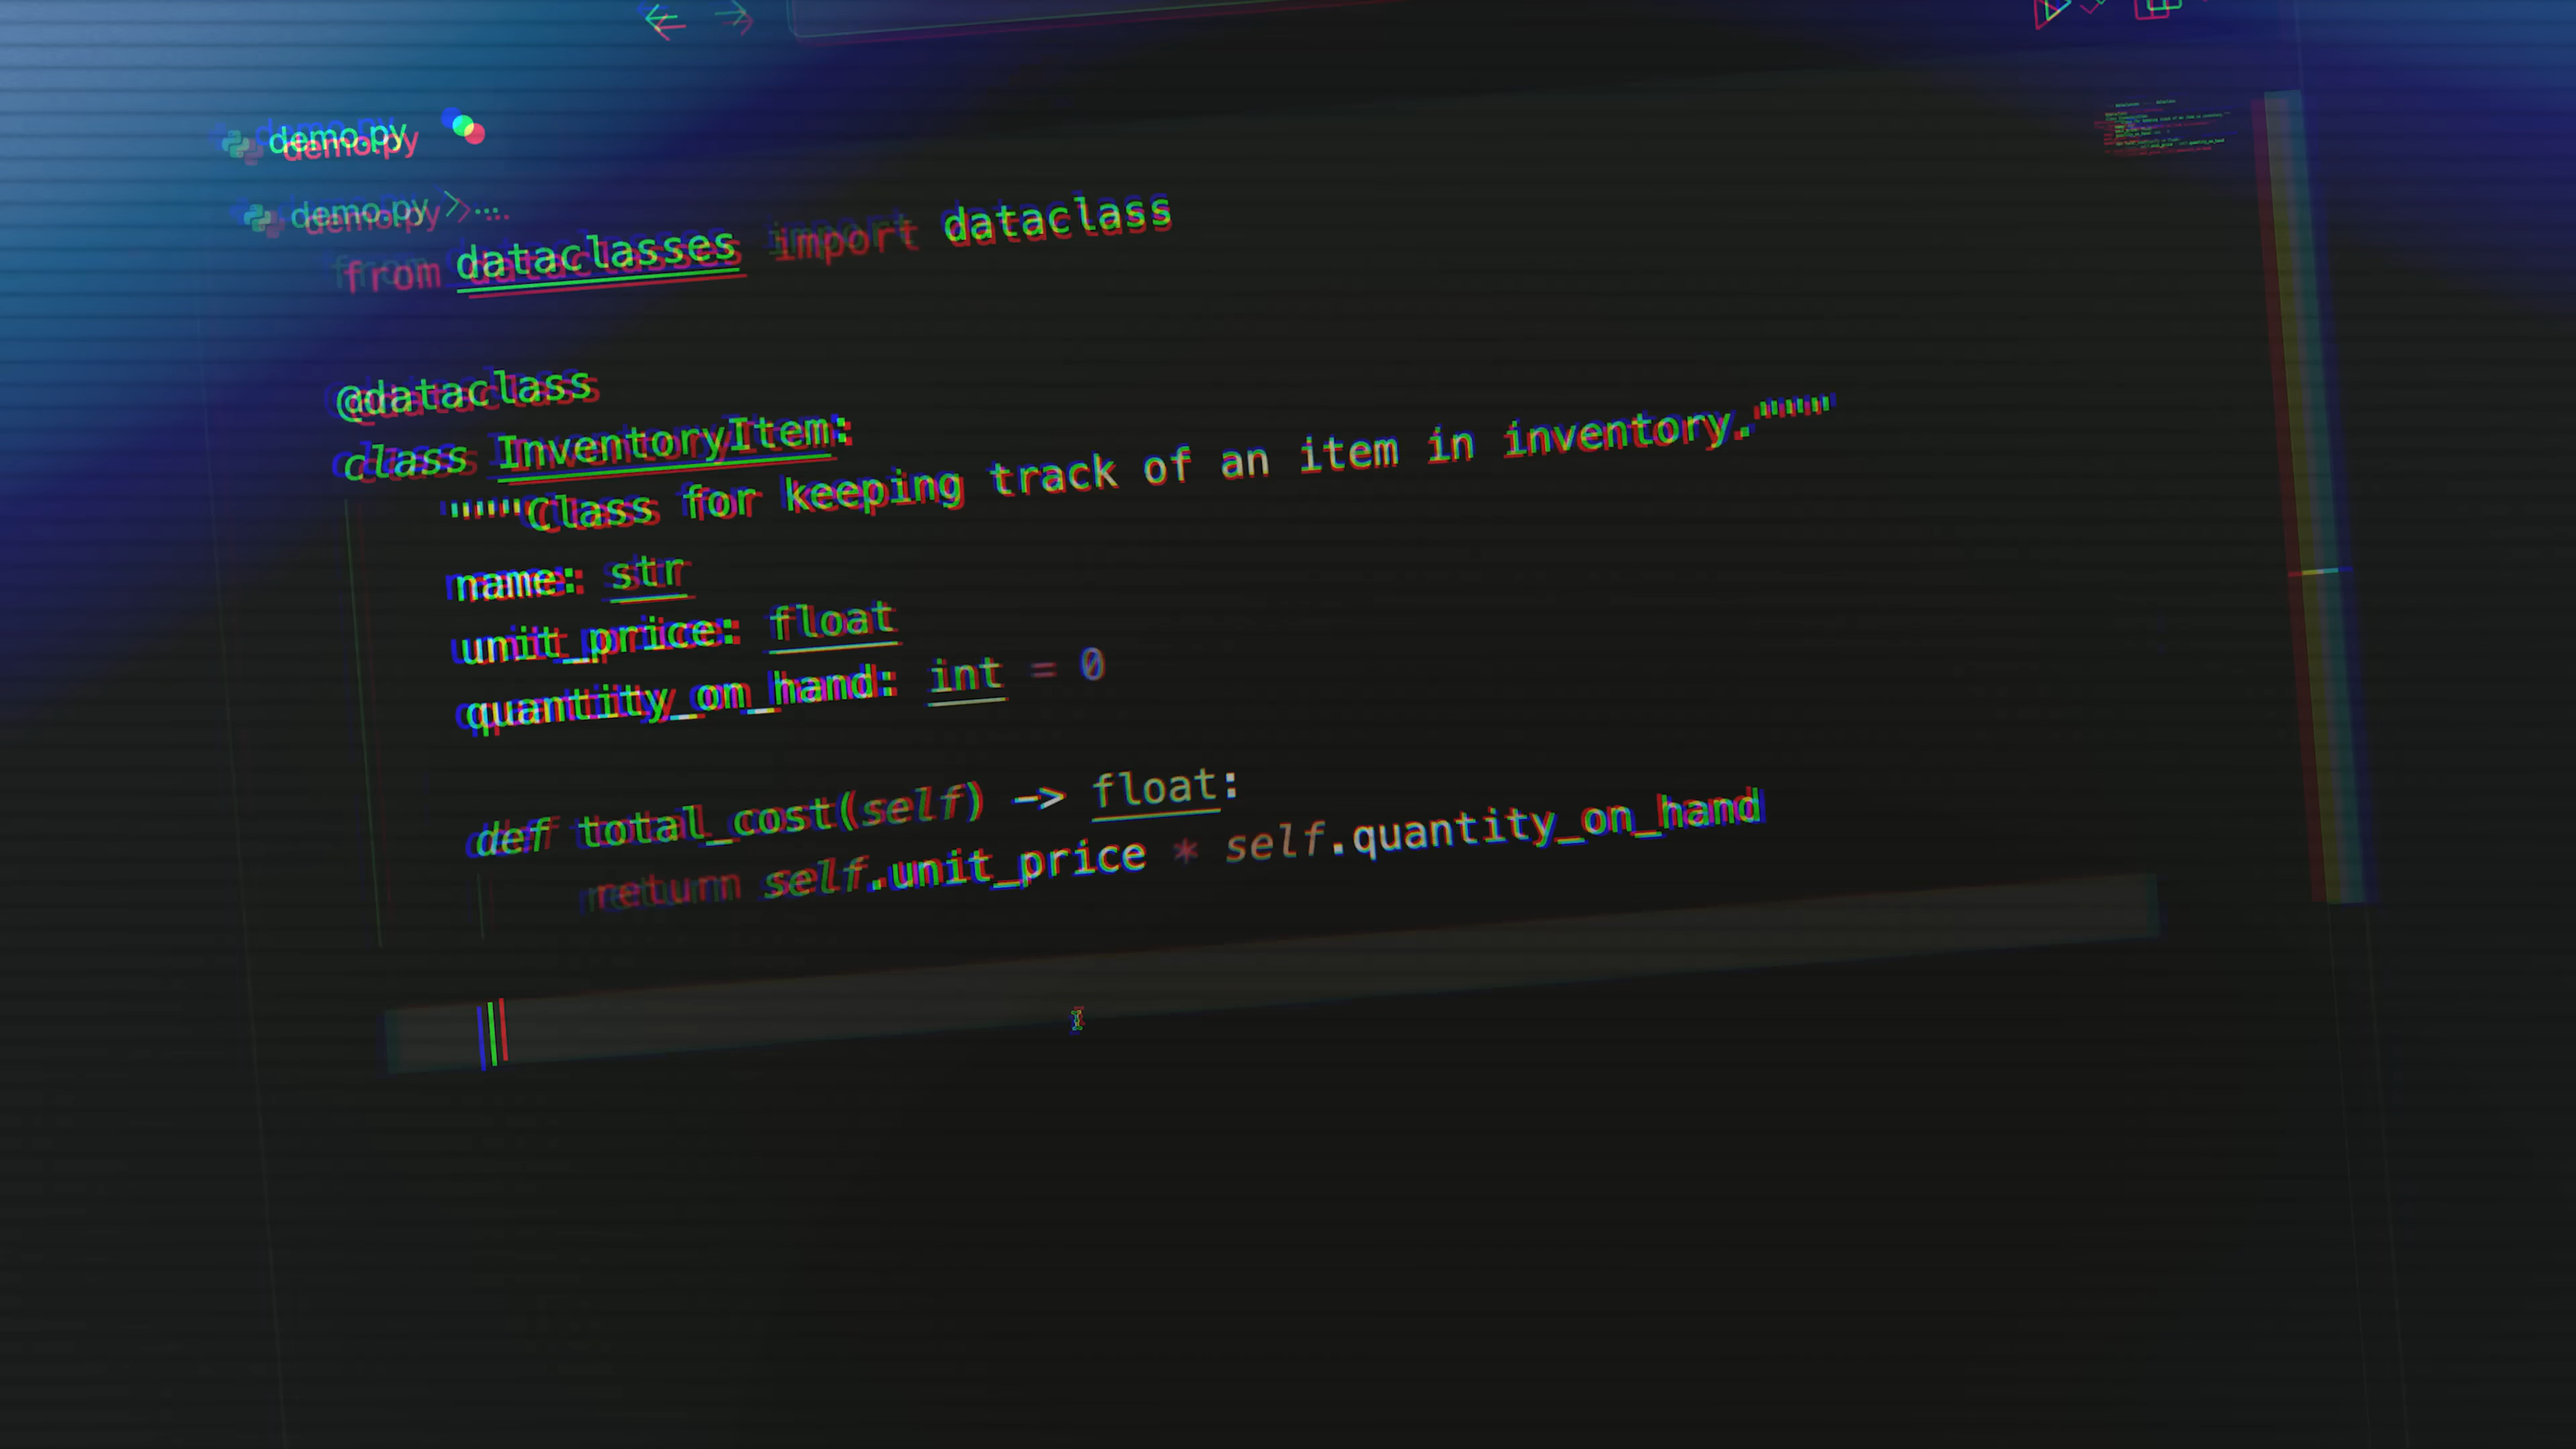 demo.py
demo.py > ...
from dataclasses import dataclass
@dataclass
class InventoryItem:
"""Class for keeping track of an item in inventory."""
name: str
unit_price: float
quantity_on_hand: int = 0
def total_cost(self) -> float:
return self.unit_price * self.quantity_on_hand